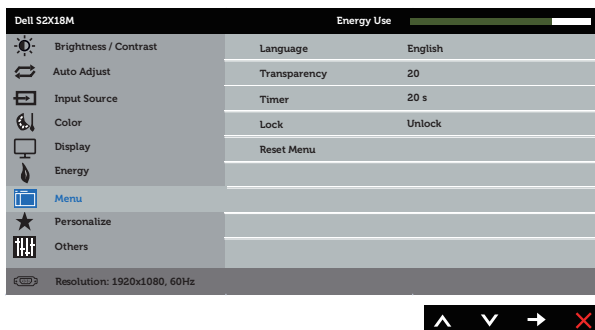 Dell S2X18M Energy Use
Brightness / Contrast Language English
Auto Adjust Transparency 20
Input Source Timer 20 s
Color Lock Unlock
Display Reset Menu
Energy
Menu
Personalize
Others
Resolution: 1920x1080, 60Hz